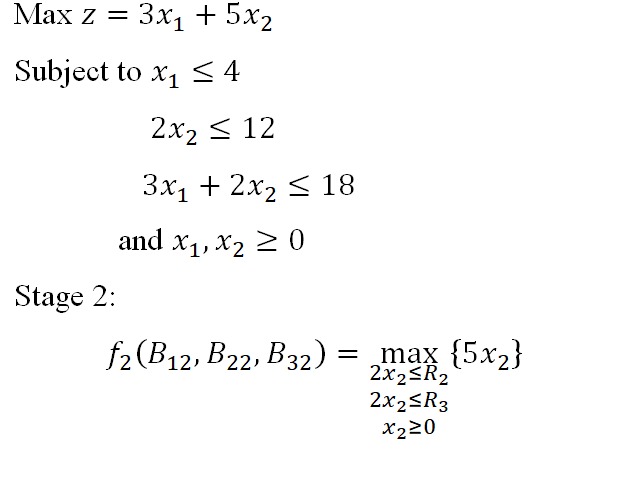 Max z = 3x₁ + 5x₂
Subject to x₁ ≤ 4
2x₂ ≤ 12
3x₁ + 2x₂ ≤ 18
and x₁, x₂ ≥ 0
Stage 2:
f₂(B₁₂, B₂₂, B₃₂) = max {5x₂}
2x₂≤R₂
2x₂≤R₃
x₂≥0